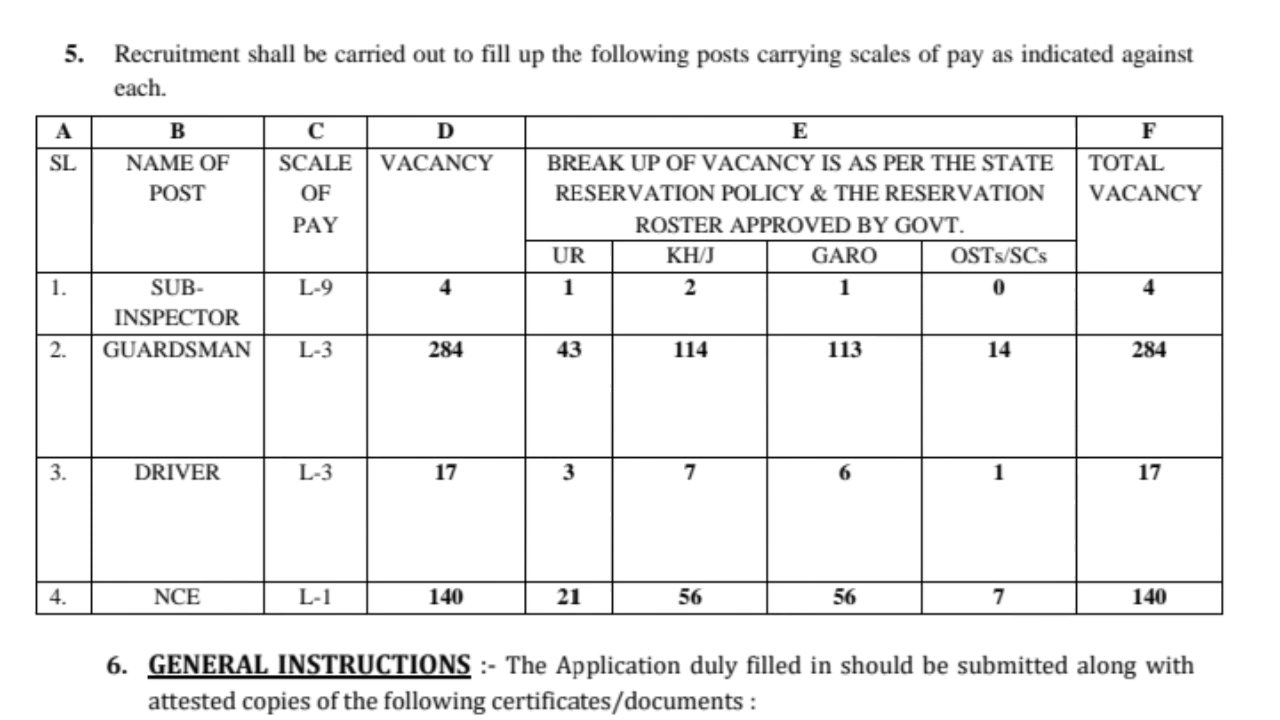 5. Recruitment shall be carried out to fill up the following posts carrying scales of pay as indicated against
each.
A B C D E F
SL NAME OF POST SCALE OF PAY VACANCY BREAK UP OF VACANCY IS AS PER THE STATE RESERVATION POLICY & THE RESERVATION ROSTER APPROVED BY GOVT. TOTAL VACANCY
UR KH/J GARO OSTs/SCs
1. SUB-INSPECTOR L-9 4 1 2 1 0 4
2. GUARDSMAN L-3 284 43 114 113 14 284
3. DRIVER L-3 17 3 7 6 1 17
4. NCE L-1 140 21 56 56 7 140
6. GENERAL INSTRUCTIONS :- The Application duly filled in should be submitted along with
attested copies of the following certificates/documents :